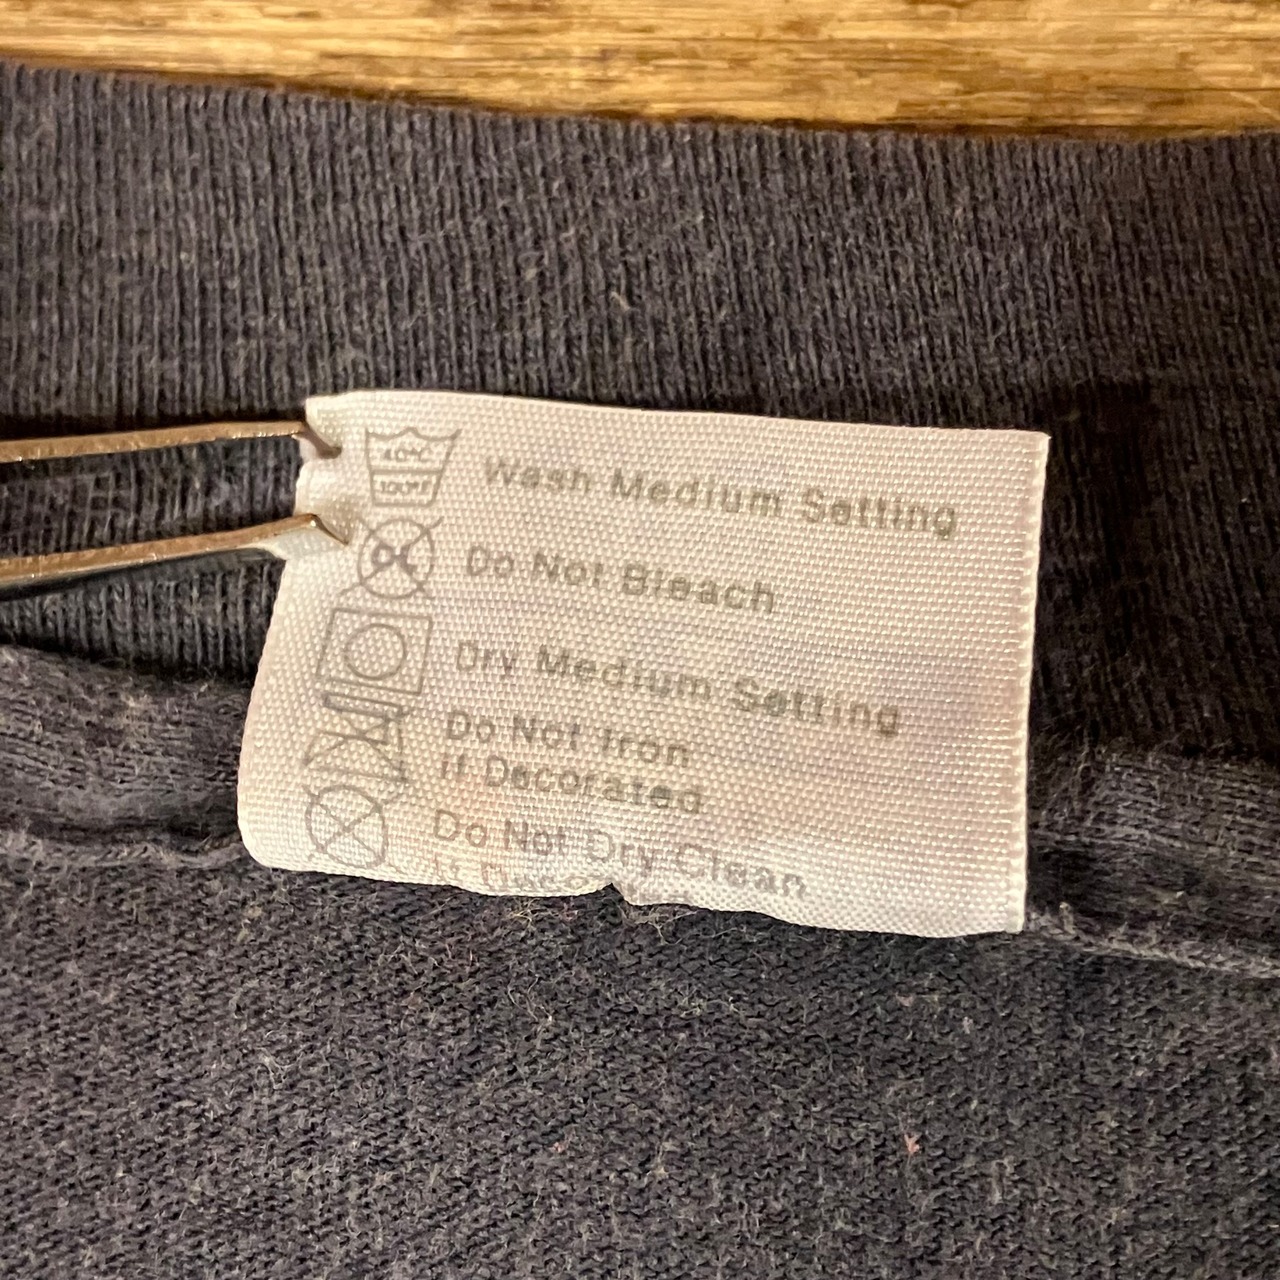 40°C
Wash Medium Setting
CL
Do Not Bleach
Dry Medium Setting
Do Not Iron
if Decorated
Do Not Dry Clean